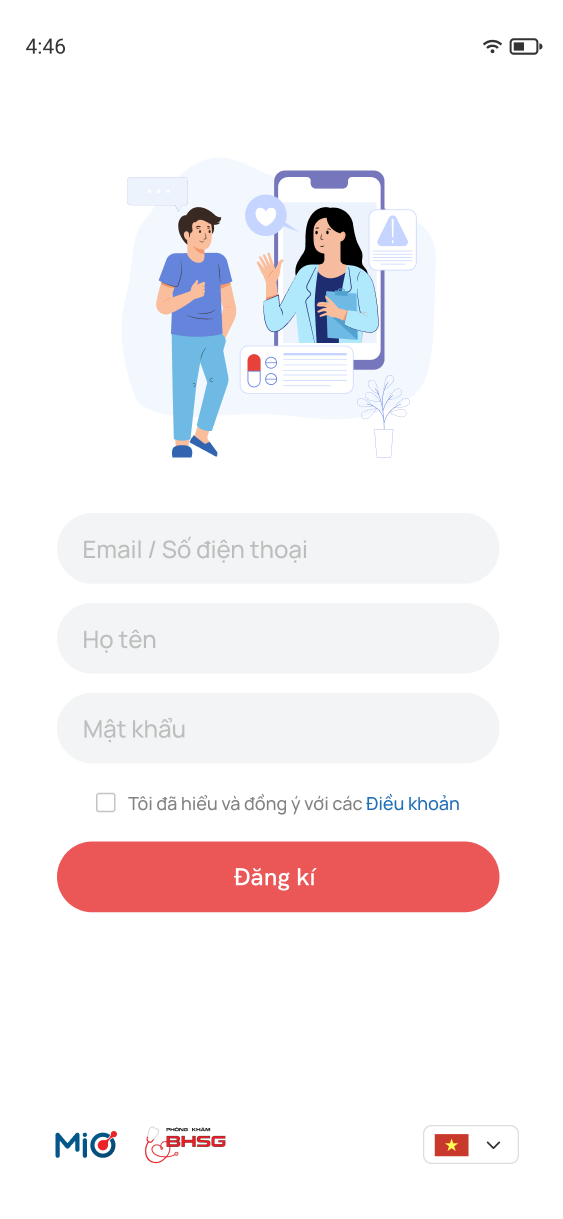 4:46
Email / Số điện thoại
Họ tên
Mật khẩu
Tôi đã hiểu và đồng ý với các Điều khoản
Đăng kí
MiO
PHÒNG KHÁM
BHSG